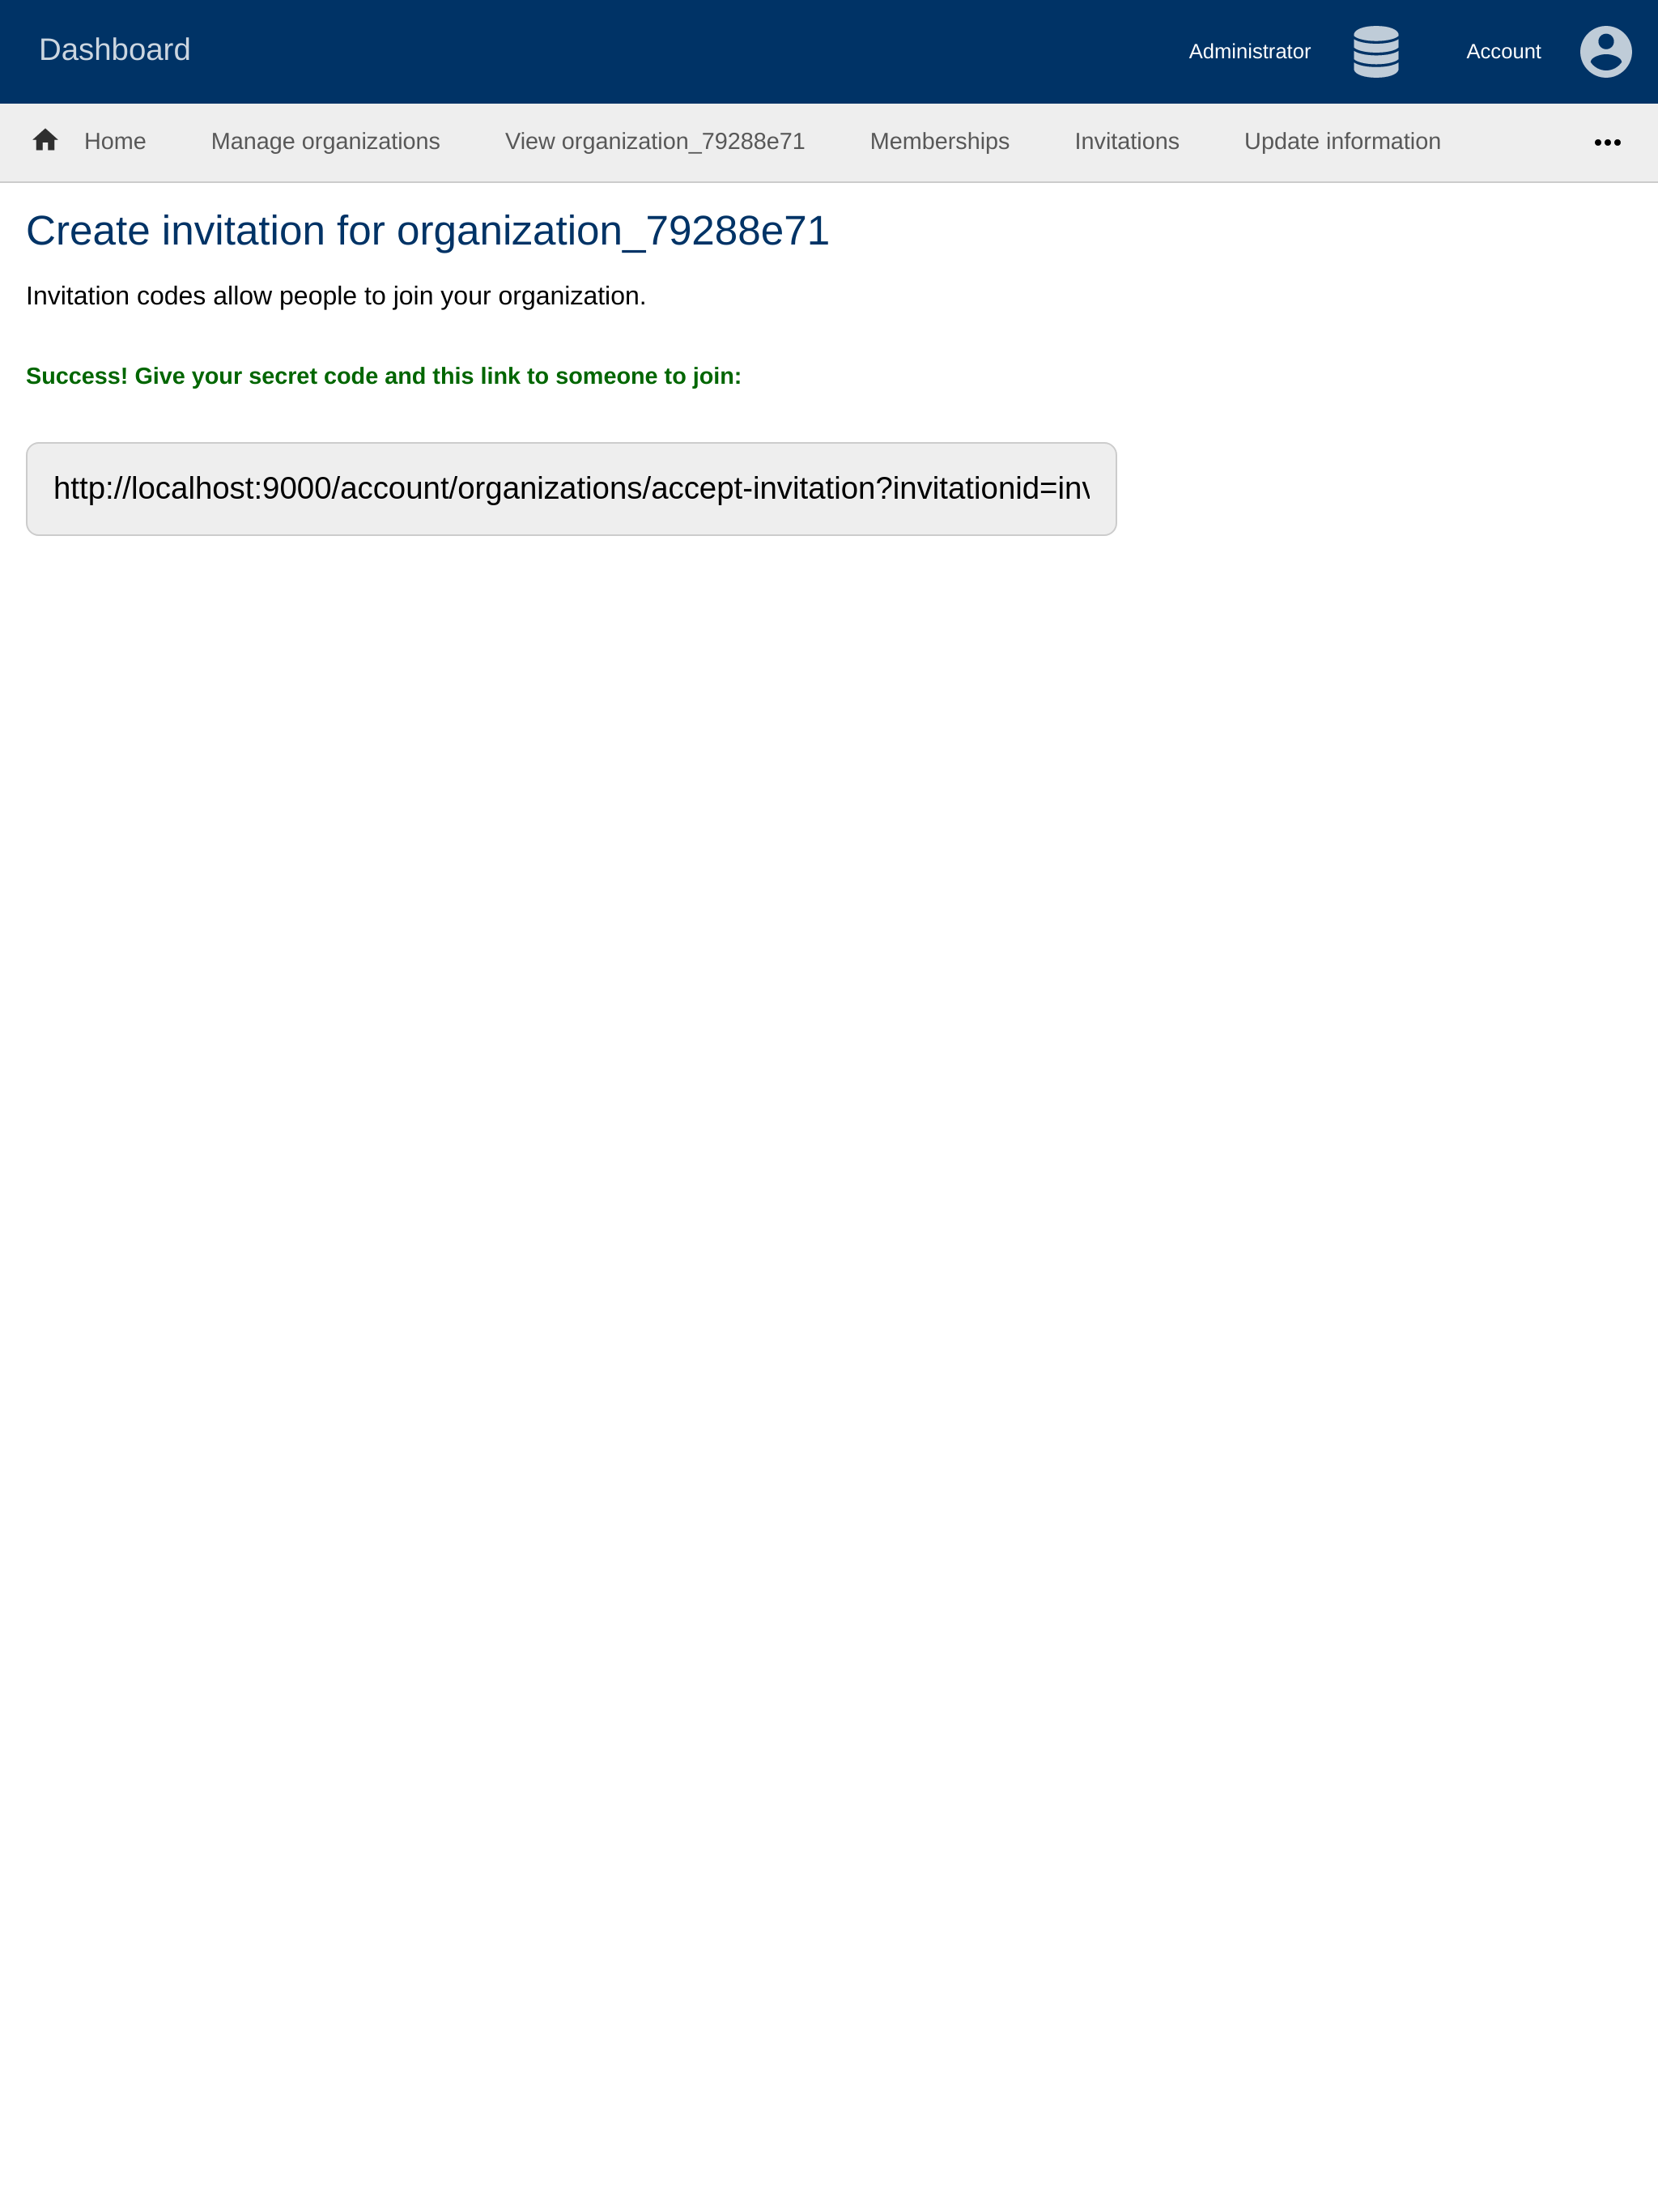 Dashboard
Administrator
Account
Home
Manage organizations
View organization_79288e71
Memberships
Invitations
Update information
Create invitation for organization_79288e71
Invitation codes allow people to join your organization.
Success! Give your secret code and this link to someone to join:
http://localhost:9000/account/organizations/accept-invitation?invitationid=inv